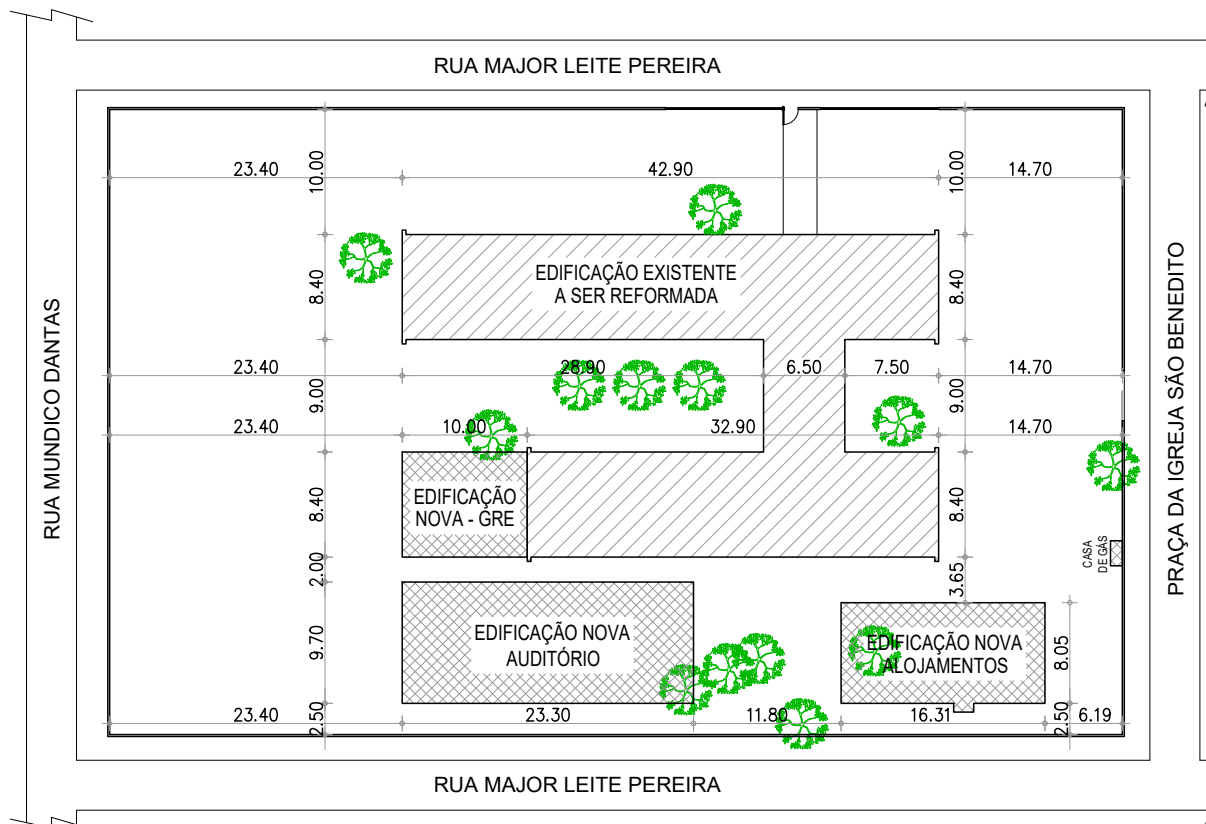 RUA MAJOR LEITE PEREIRA
23.40
42.90
14.70
10.00
10.00
EDIFICAÇÃO EXISTENTE
A SER REFORMADA
8.40
8.40
RUA MUNDICO DANTAS
PRAÇA DA IGREJA SÃO BENEDITO
23.40
28.90
6.50
7.50
14.70
9.00
9.00
23.40
10.00
32.90
14.70
EDIFICAÇÃO
NOVA - GRE
8.40
8.40
CASA
DE GÁS
2.00
3.65
EDIFICAÇÃO NOVA
AUDITÓRIO
9.70
EDIFICAÇÃO NOVA
ALOJAMENTOS
8.05
23.40
23.30
11.80
16.31
6.19
2.50
2.50
RUA MAJOR LEITE PEREIRA